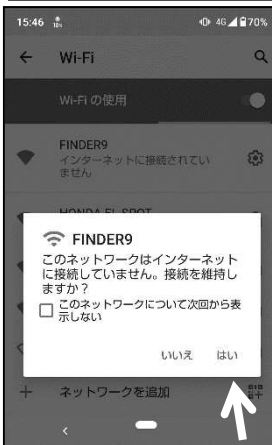 15:46
4G 70%
Wi-Fi
Wi-Fi の使用
FINDER9
インターネットに接続されてい
ません
HONDA EL SPOT
FINDER9
このネットワークはインターネット
に接続していません。接続を維持し
ますか？
このネットワークについて次回から表
示しない
いいえ はい
ネットワークを追加